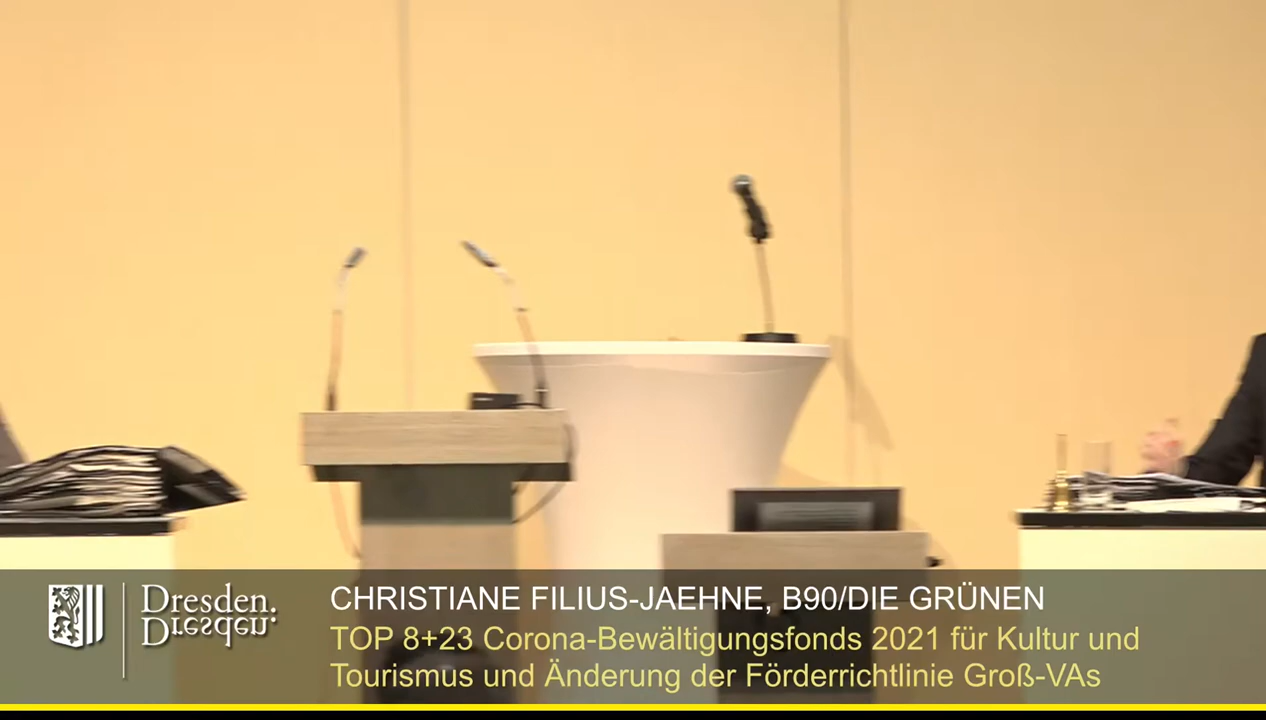 Dresden.
Dresden.
CHRISTIANE FILIUS-JAEHNE, B90/DIE GRÜNEN
TOP 8+23 Corona-Bewältigungsfonds 2021 für Kultur und
Tourismus und Änderung der Förderrichtlinie Groß-VAs